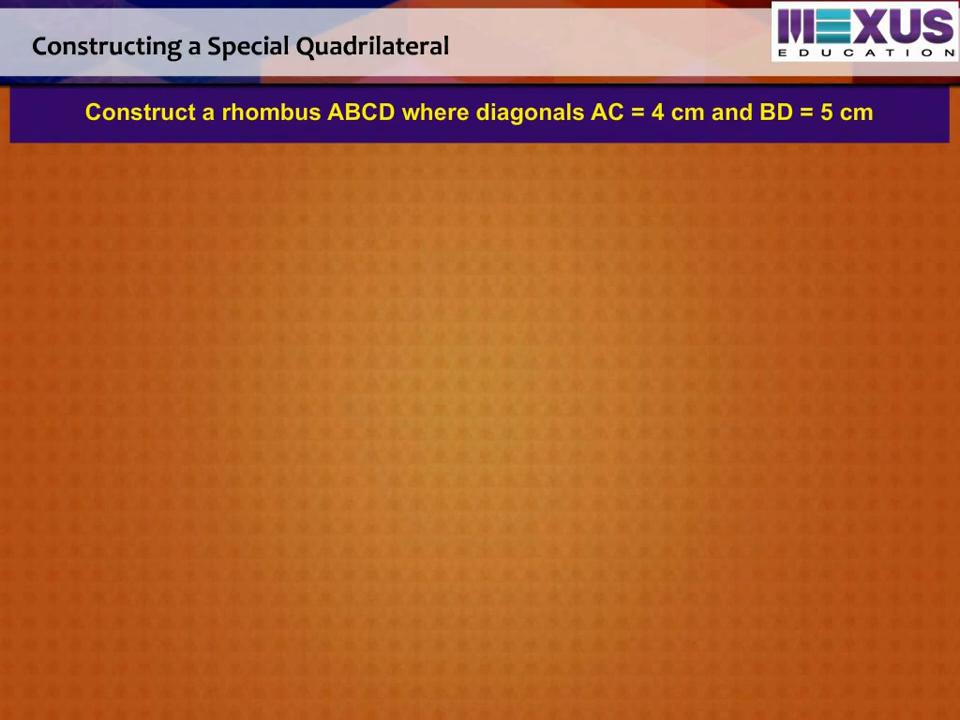 Constructing a Special Quadrilateral
MEXUS
EDUCATION
Construct a rhombus ABCD where diagonals AC = 4 cm and BD = 5 cm